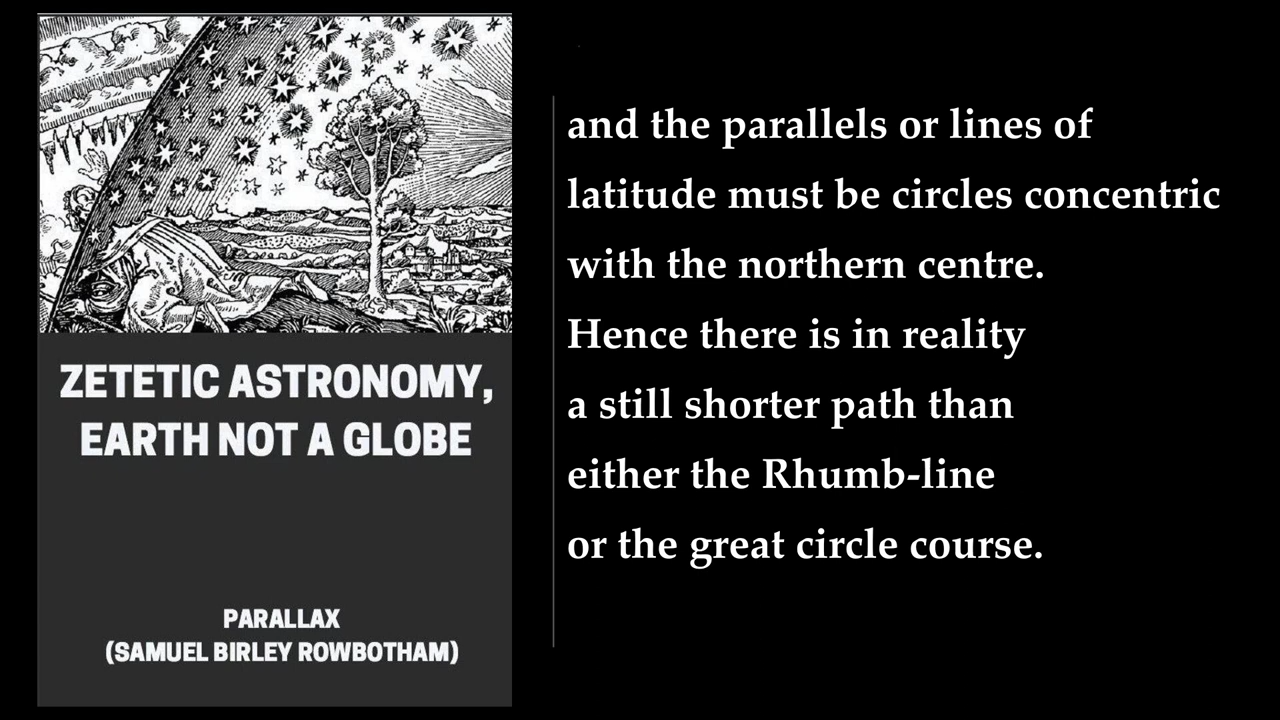 ZETETIC ASTRONOMY,
EARTH NOT A GLOBE
PARALLAX
(SAMUEL BIRLEY ROWBOTHAM)
and the parallels or lines of
latitude must be circles concentric
with the northern centre.
Hence there is in reality
a still shorter path than
either the Rhumb-line
or the great circle course.